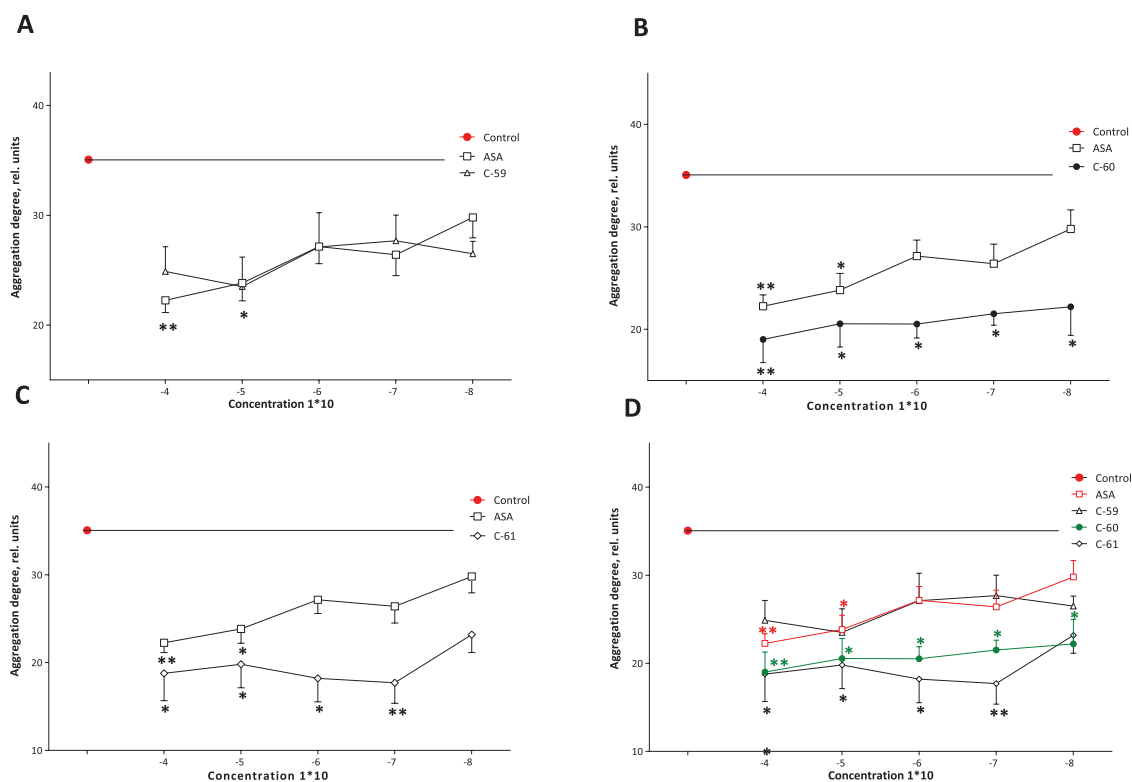 A
Aggregation degree, rel. units
40
30
20
Control
ASA
C-59
**
*
-4
-5
-6
-7
-8
Concentration 1*10
B
Aggregation degree, rel. units
40
30
20
Control
ASA
C-60
**
*
**
*
*
*
*
-4
-5
-6
-7
-8
Concentration 1*10
C
Aggregation degree, rel. units
40
30
20
10
Control
ASA
C-61
**
*
*
*
*
**
-4
-5
-6
-7
-8
Concentration 1*10
D
Aggregation degree, rel. units
40
30
20
10
Control
ASA
C-59
C-60
C-61
**
*
**
*
*
*
*
*
*
*
**
*
-4
-5
-6
-7
-8
Concentration 1*10